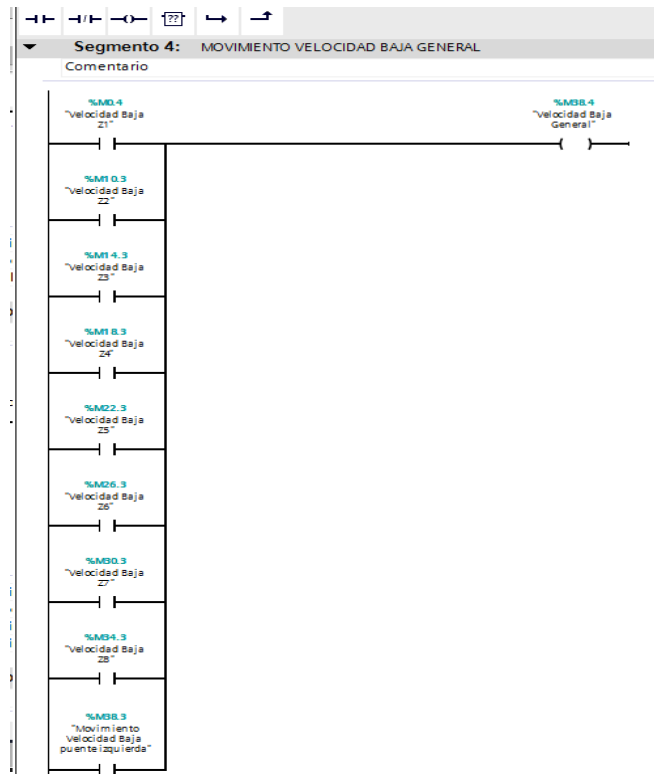 ??
Segmento 4: MOVIMIENTO VELOCIDAD BAJA GENERAL
Comentario
%M0.4
"Velocidad Baja
Z1"
%M38.4
"Velocidad Baja
General"
%M10.3
"Velocidad Baja
Z2"
%M14.3
"Velocidad Baja
Z3"
%M18.3
"Velocidad Baja
Z4"
%M22.3
"Velocidad Baja
Z5"
%M26.3
"Velocidad Baja
Z6"
%M30.3
"Velocidad Baja
Z7"
%M34.3
"Velocidad Baja
Z8"
%M38.3
"Movimiento
Velocidad Baja
puente izquierda"